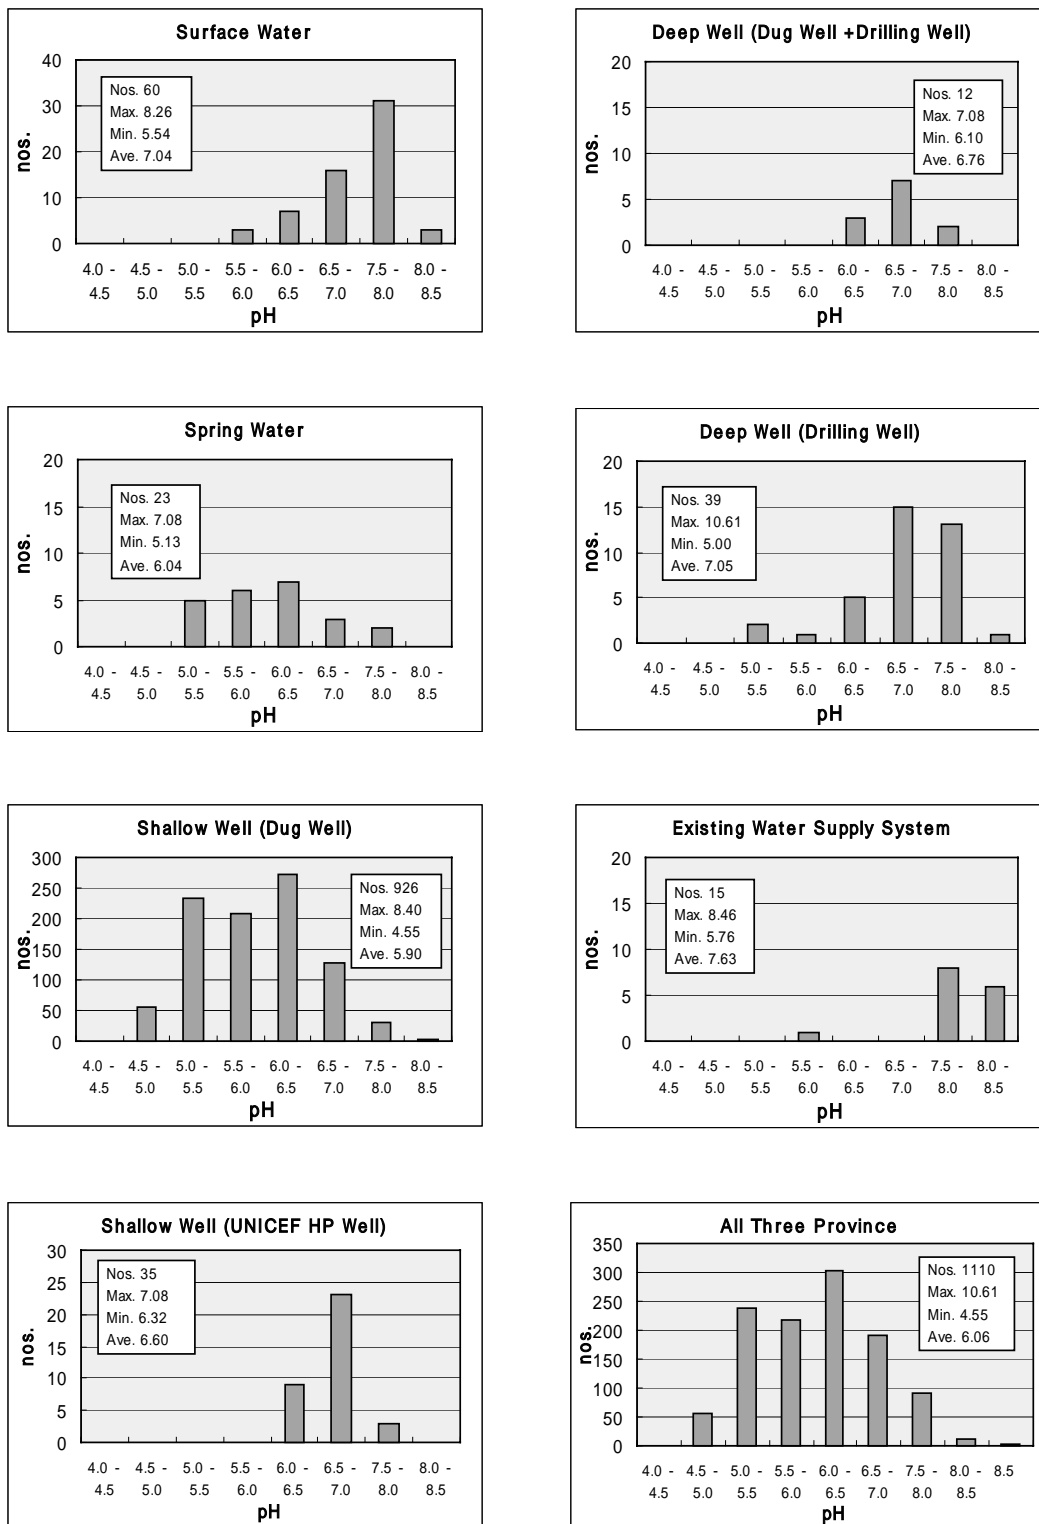 Surface Water
40
30
20
10
0
nos.
Nos. 60
Max. 8.26
Min. 5.54
Ave. 7.04
4.0 - 4.5 - 5.0 - 5.5 - 6.0 - 6.5 - 7.5 - 8.0 -
4.5 5.0 5.5 6.0 6.5 7.0 8.0 8.5
pH
Deep Well (Dug Well +Drilling Well)
20
15
10
5
0
nos.
Nos. 12
Max. 7.08
Min. 6.10
Ave. 6.76
4.0 - 4.5 - 5.0 - 5.5 - 6.0 - 6.5 - 7.5 - 8.0 -
4.5 5.0 5.5 6.0 6.5 7.0 8.0 8.5
pH
Spring Water
20
15
10
5
0
nos.
Nos. 23
Max. 7.08
Min. 5.13
Ave. 6.04
4.0 - 4.5 - 5.0 - 5.5 - 6.0 - 6.5 - 7.5 - 8.0 -
4.5 5.0 5.5 6.0 6.5 7.0 8.0 8.5
pH
Deep Well (Drilling Well)
20
15
10
5
0
nos.
Nos. 39
Max. 10.61
Min. 5.00
Ave. 7.05
4.0 - 4.5 - 5.0 - 5.5 - 6.0 - 6.5 - 7.5 - 8.0 -
4.5 5.0 5.5 6.0 6.5 7.0 8.0 8.5
pH
Shallow Well (Dug Well)
300
250
200
150
100
50
0
nos.
Nos. 926
Max. 8.40
Min. 4.55
Ave. 5.90
4.0 - 4.5 - 5.0 - 5.5 - 6.0 - 6.5 - 7.5 - 8.0 -
4.5 5.0 5.5 6.0 6.5 7.0 8.0 8.5
pH
Existing Water Supply System
20
15
10
5
0
nos.
Nos. 15
Max. 8.46
Min. 5.76
Ave. 7.63
4.0 - 4.5 - 5.0 - 5.5 - 6.0 - 6.5 - 7.5 - 8.0 -
4.5 5.0 5.5 6.0 6.5 7.0 8.0 8.5
pH
Shallow Well (UNICEF HP Well)
30
25
20
15
10
5
0
nos.
Nos. 35
Max. 7.08
Min. 6.32
Ave. 6.60
4.0 - 4.5 - 5.0 - 5.5 - 6.0 - 6.5 - 7.5 - 8.0 -
4.5 5.0 5.5 6.0 6.5 7.0 8.0 8.5
pH
All Three Province
350
300
250
200
150
100
50
0
nos.
Nos. 1110
Max. 10.61
Min. 4.55
Ave. 6.06
4.0 - 4.5 - 5.0 - 5.5 - 6.0 - 6.5 - 7.5 - 8.0 - 8.5
4.5 5.0 5.5 6.0 6.5 7.0 8.0 8.5
pH